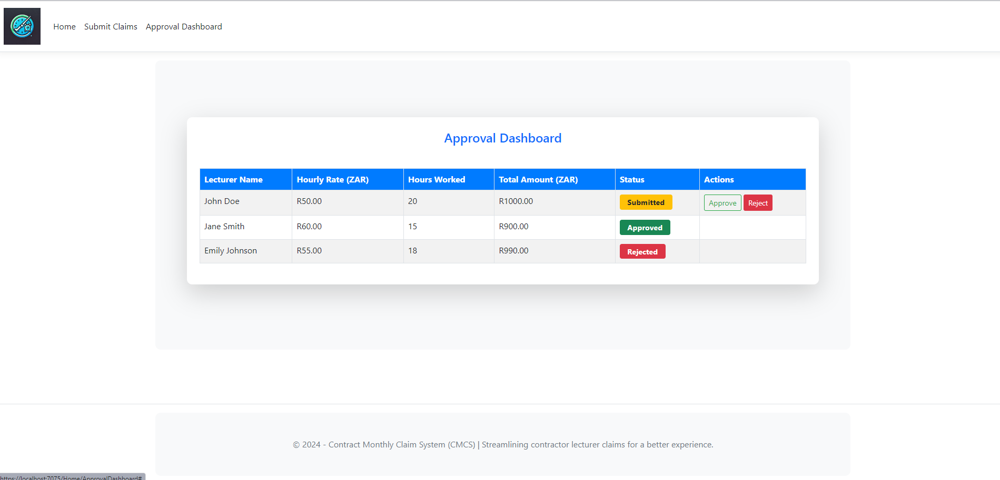 Home Submit Claims Approval Dashboard
Approval Dashboard
Lecturer Name Hourly Rate (ZAR) Hours Worked Total Amount (ZAR) Status Actions
John Doe R50.00 20 R1000.00 Submitted Approve Reject
Jane Smith R60.00 15 R900.00 Approved
Emily Johnson R55.00 18 R990.00 Rejected
© 2024 - Contract Monthly Claim System (CMCS) | Streamlining contractor lecturer claims for a better experience.
https://localhost:7075/Home/ApprovalDashboard#